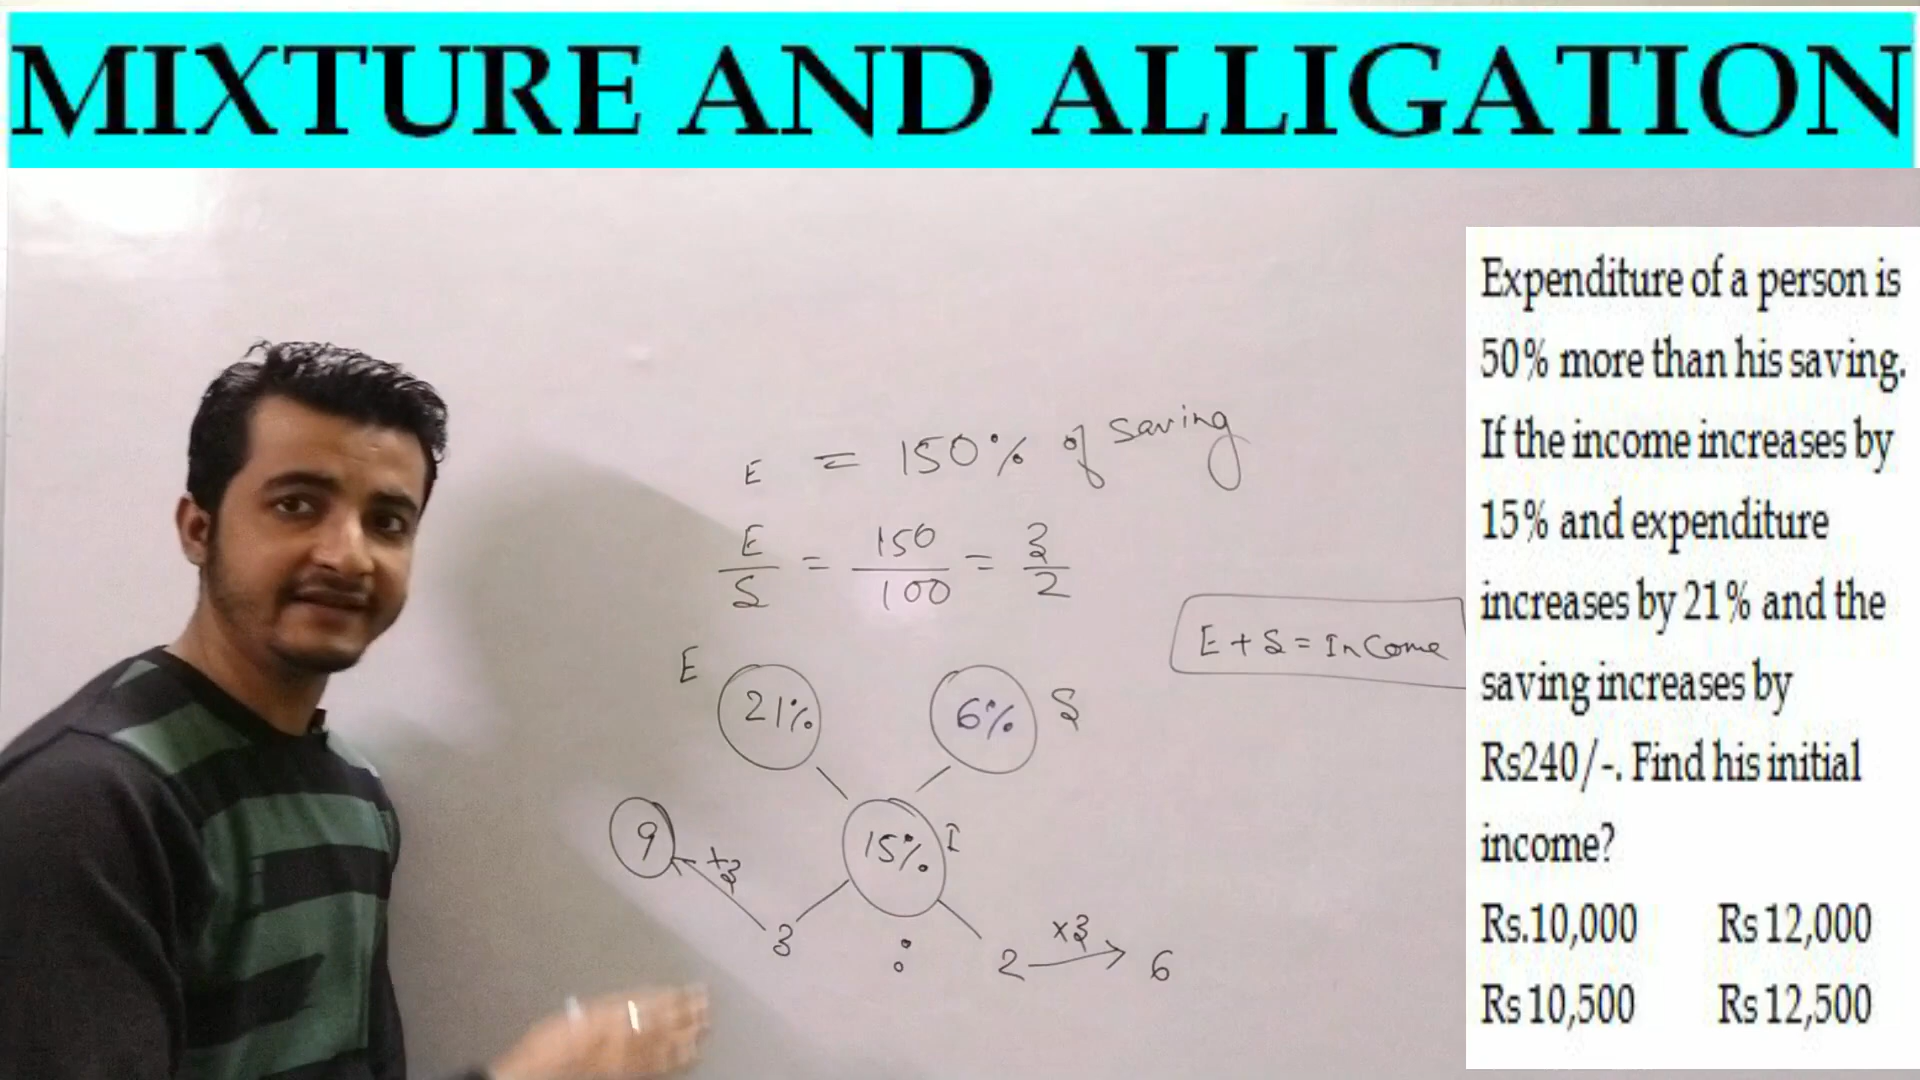 MIXTURE AND ALLIGATION
Expenditure of a person is
50% more than his saving.
If the income increases by
15% and expenditure
increases by 21% and the
saving increases by
Rs240/-. Find his initial
income?
Rs.10,000 Rs 12,000
Rs 10,500 Rs 12,500
E = 150% of saving
E/S = 150/100 = 3/2
E + S = InCome
E 21% 6% S
9 ×3 15% I
3 : 2 ×3 6